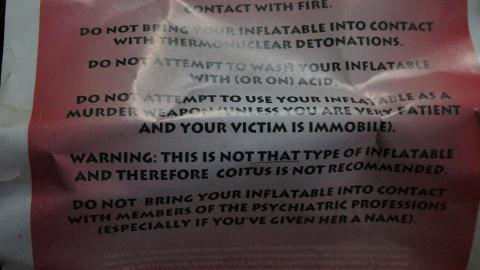 CONTACT WITH FIRE.
DO NOT BRING YOUR INFLATABLE INTO CONTACT
WITH THERMONUCLEAR DETONATIONS.
DO NOT ATTEMPT TO WASH YOUR INFLATABLE
WITH (OR ON) ACID.
DO NOT ATTEMPT TO USE YOUR INFLATABLE AS A
MURDER WEAPON (UNLESS YOU ARE VERY PATIENT
AND YOUR VICTIM IS IMMOBILE).
WARNING: THIS IS NOT THAT TYPE OF INFLATABLE
AND THEREFORE COITUS IS NOT RECOMMENDED.
DO NOT BRING YOUR INFLATABLE INTO CONTACT
WITH MEMBERS OF THE PSYCHIATRIC PROFESSIONS
(ESPECIALLY IF YOU'VE GIVEN HER A NAME).